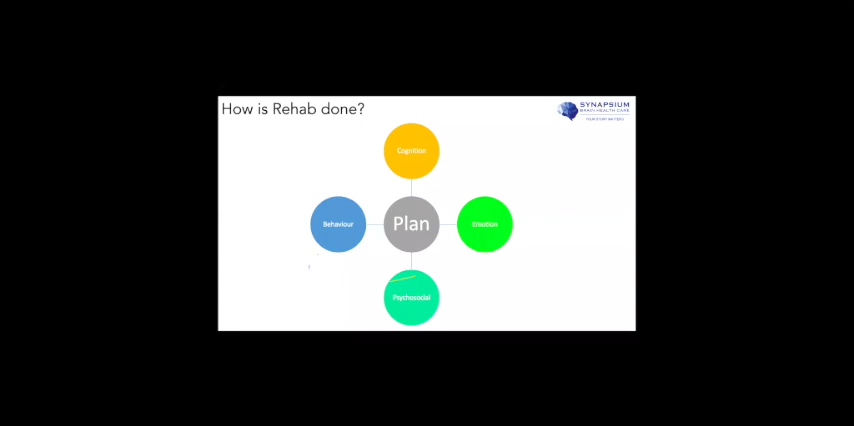 How is Rehab done?
SYNAPSIUM
BRAIN HEALTH CARE
Cognition
Behaviour
Plan
Emotion
Psychosocial